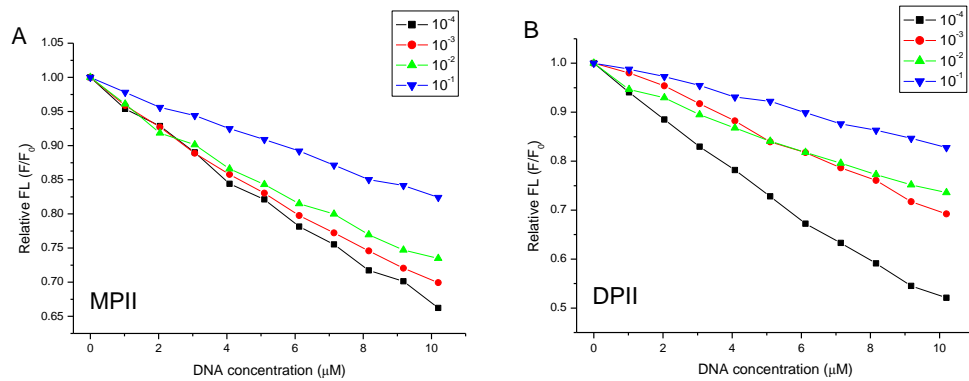 A
10⁻⁴
10⁻³
10⁻²
10⁻¹
1.05
1.00
0.95
0.90
0.85
0.80
0.75
0.70
0.65
Relative FL (F/F₀)
MPII
0 2 4 6 8 10
DNA concentration (μM)
B
10⁻⁴
10⁻³
10⁻²
10⁻¹
1.0
0.9
0.8
0.7
0.6
0.5
Relative FL (F/F₀)
DPII
0 2 4 6 8 10
DNA concentration (μM)